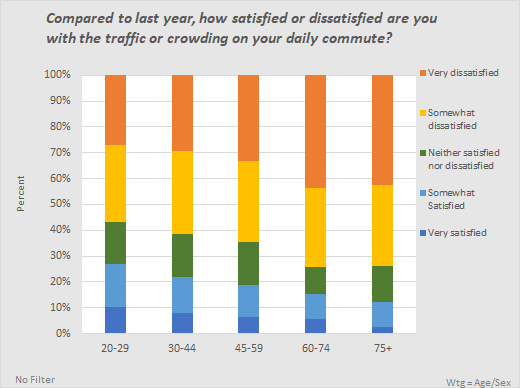 Compared to last year, how satisfied or dissatisfied are you
with the traffic or crowding on your daily commute?
100%
90%
80%
70%
60%
50%
40%
30%
20%
10%
0%
Percent
20-29
30-44
45-59
60-74
75+
Very dissatisfied
Somewhat
dissatisfied
Neither satisfied
nor dissatisfied
Somewhat
Satisfied
Very satisfied
No Filter
Wtg = Age/Sex